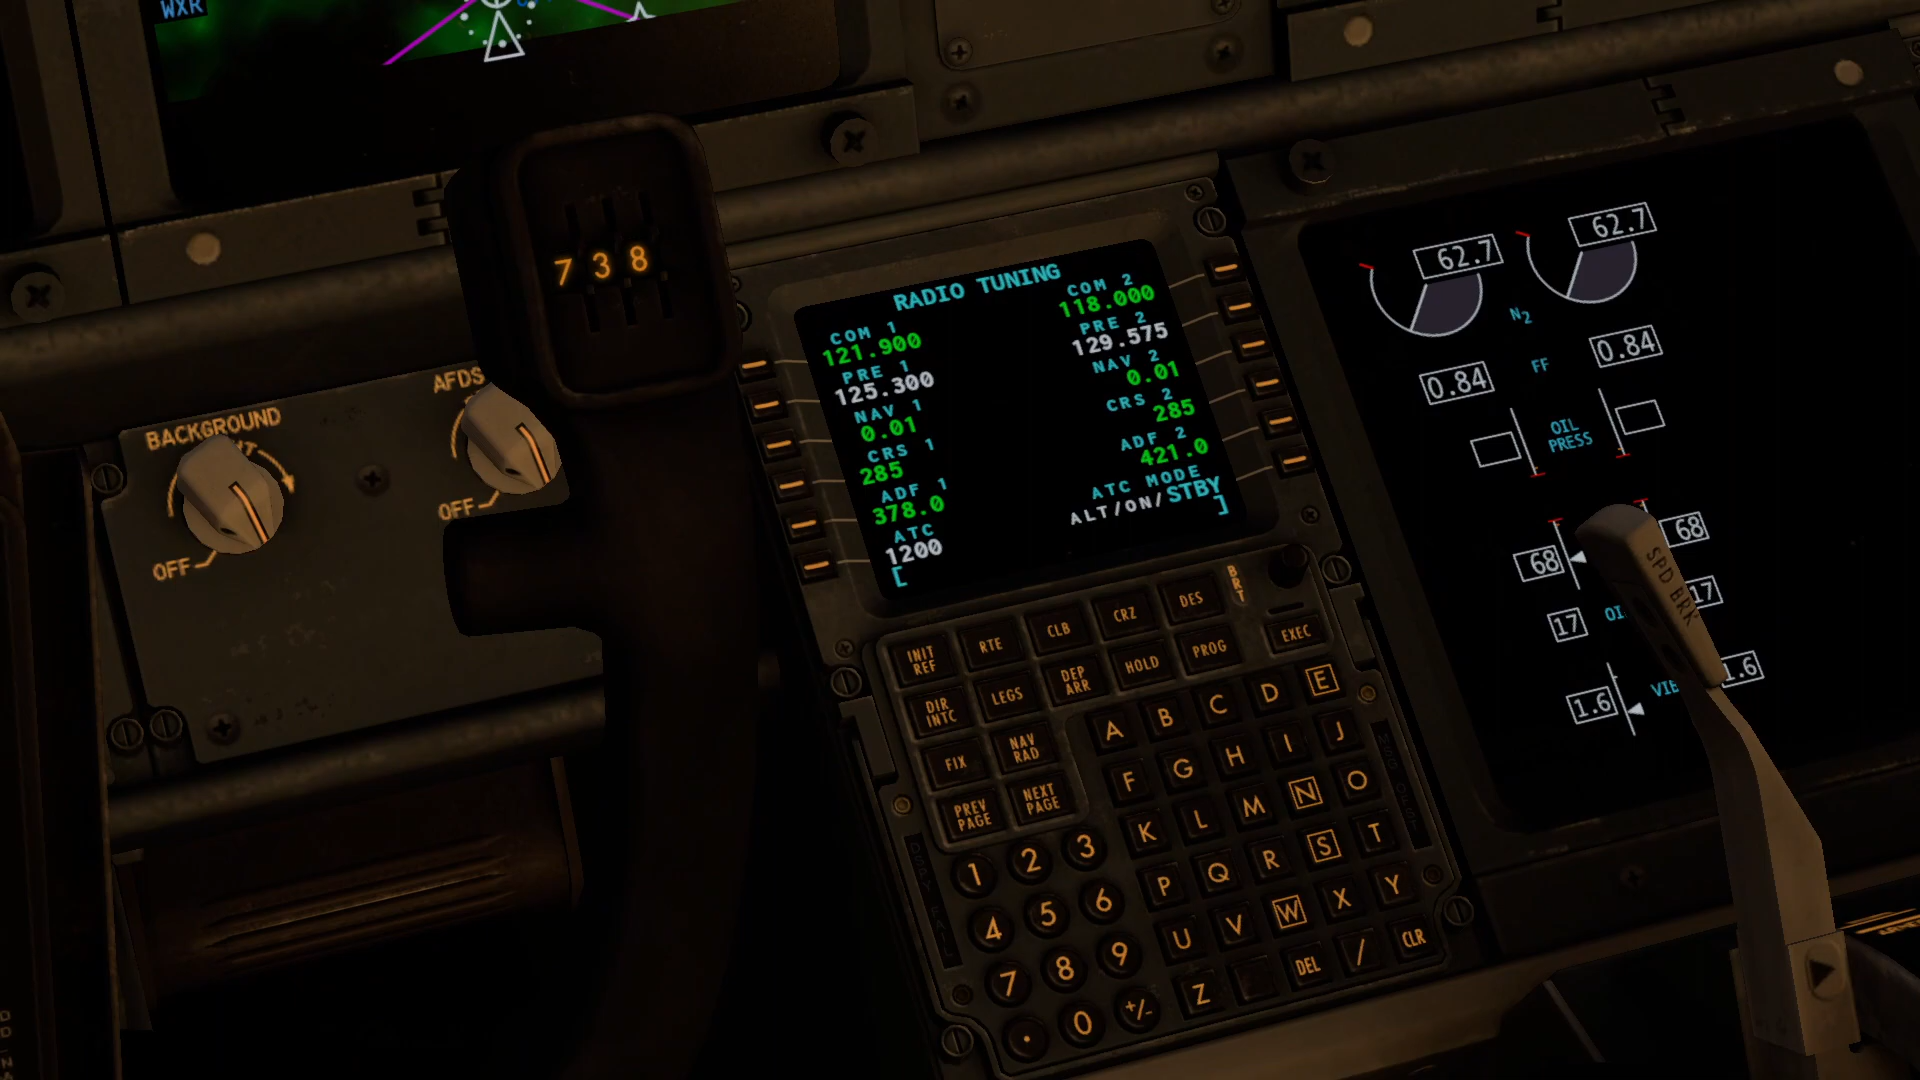 WXR
738
BACKGROUND
OFF
AFDS
OFF
RADIO TUNING
COM 1
121.900
PRE 1
125.300
NAV 1
0.01
CRS 1
285
ADF 1
378.0
ATC
1200
[
COM 2
118.000
PRE 2
129.575
NAV 2
0.01
CRS 2
285
ADF 2
421.0
ATC MODE
ALT/ON/STBY
]
BRT
INIT REF
RTE
CLB
CRZ
DES
DIR INTC
LEGS
DEP ARR
HOLD
PROG
EXEC
FIX
NAV RAD
PREV PAGE
NEXT PAGE
A B C D E
F G H I J
K L M N O
P Q R S T
U V W X Y
Z DEL / CLR
1 2 3
4 5 6
7 8 9
. 0 +/-
62.7 62.7
N2
0.84 FF 0.84
OIL
PRESS
68 68
17 17
1.6 1.6
SPD BRK